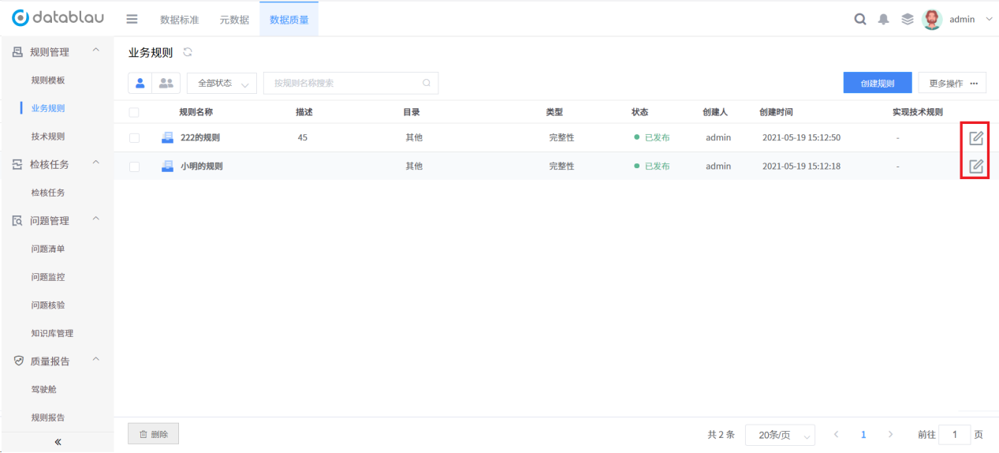 datablau 数据标准 元数据 数据质量 admin
规则管理
规则模板
业务规则
技术规则
检核任务
检核任务
问题管理
问题清单
问题监控
问题核验
知识库管理
质量报告
驾驶舱
规则报告
业务规则
全部状态 按规则名称搜索 创建规则 更多操作 ···
规则名称 描述 目录 类型 状态 创建人 创建时间 实现技术规则
222的规则 45 其他 完整性 已发布 admin 2021-05-19 15:12:50 -
小明的规则 其他 完整性 已发布 admin 2021-05-19 15:12:18 -
删除 共 2 条 20条/页 1 前往 1 页